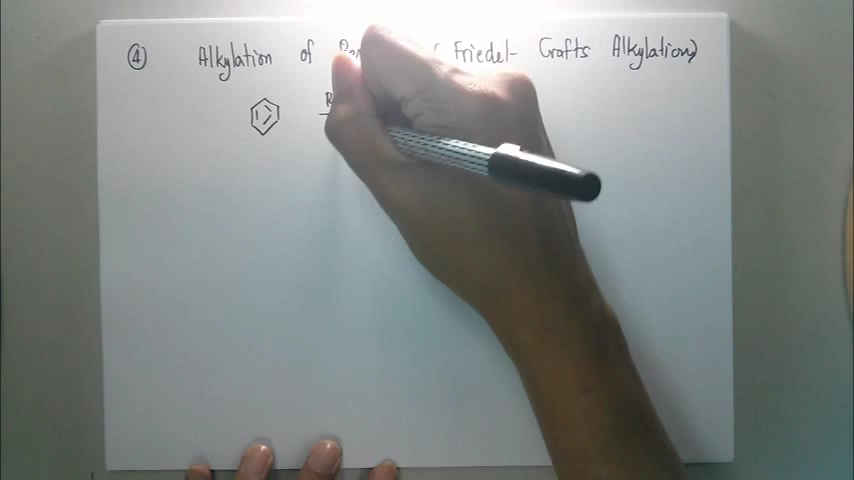 ④ Alkylation of (Friedel- Crafts Alkylation)
R